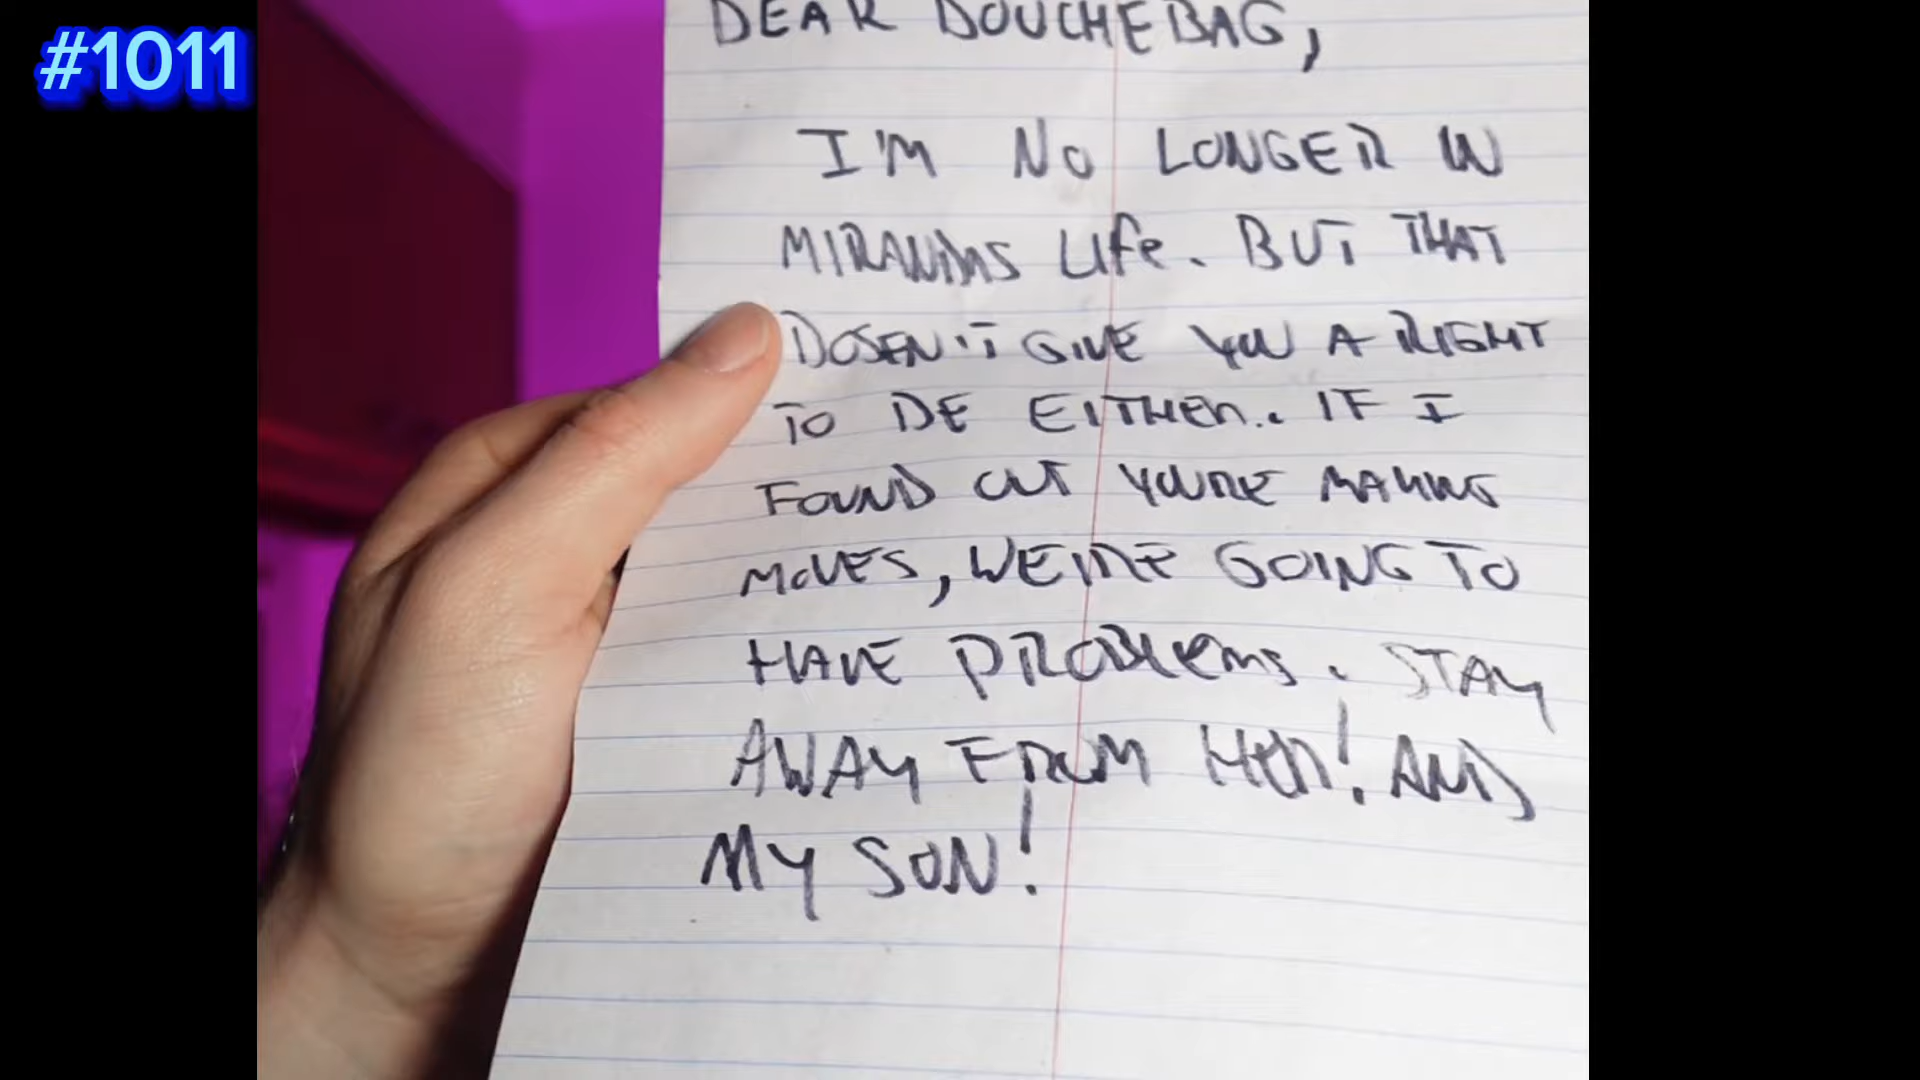 #1011
DEAR DOUCHEBAG,
I'M NO LONGER IN
MIRANDAS LIfe. BUT THAT
DOSEN'T GIVE YOU A RIGHT
TO BE EITHER. IF I
FOUND OUT YOU'RE MAKING
MOVES, WE'RE GOING TO
HAVE PROBlems. STAY
AWAY FROM HER! AND
MY SON!